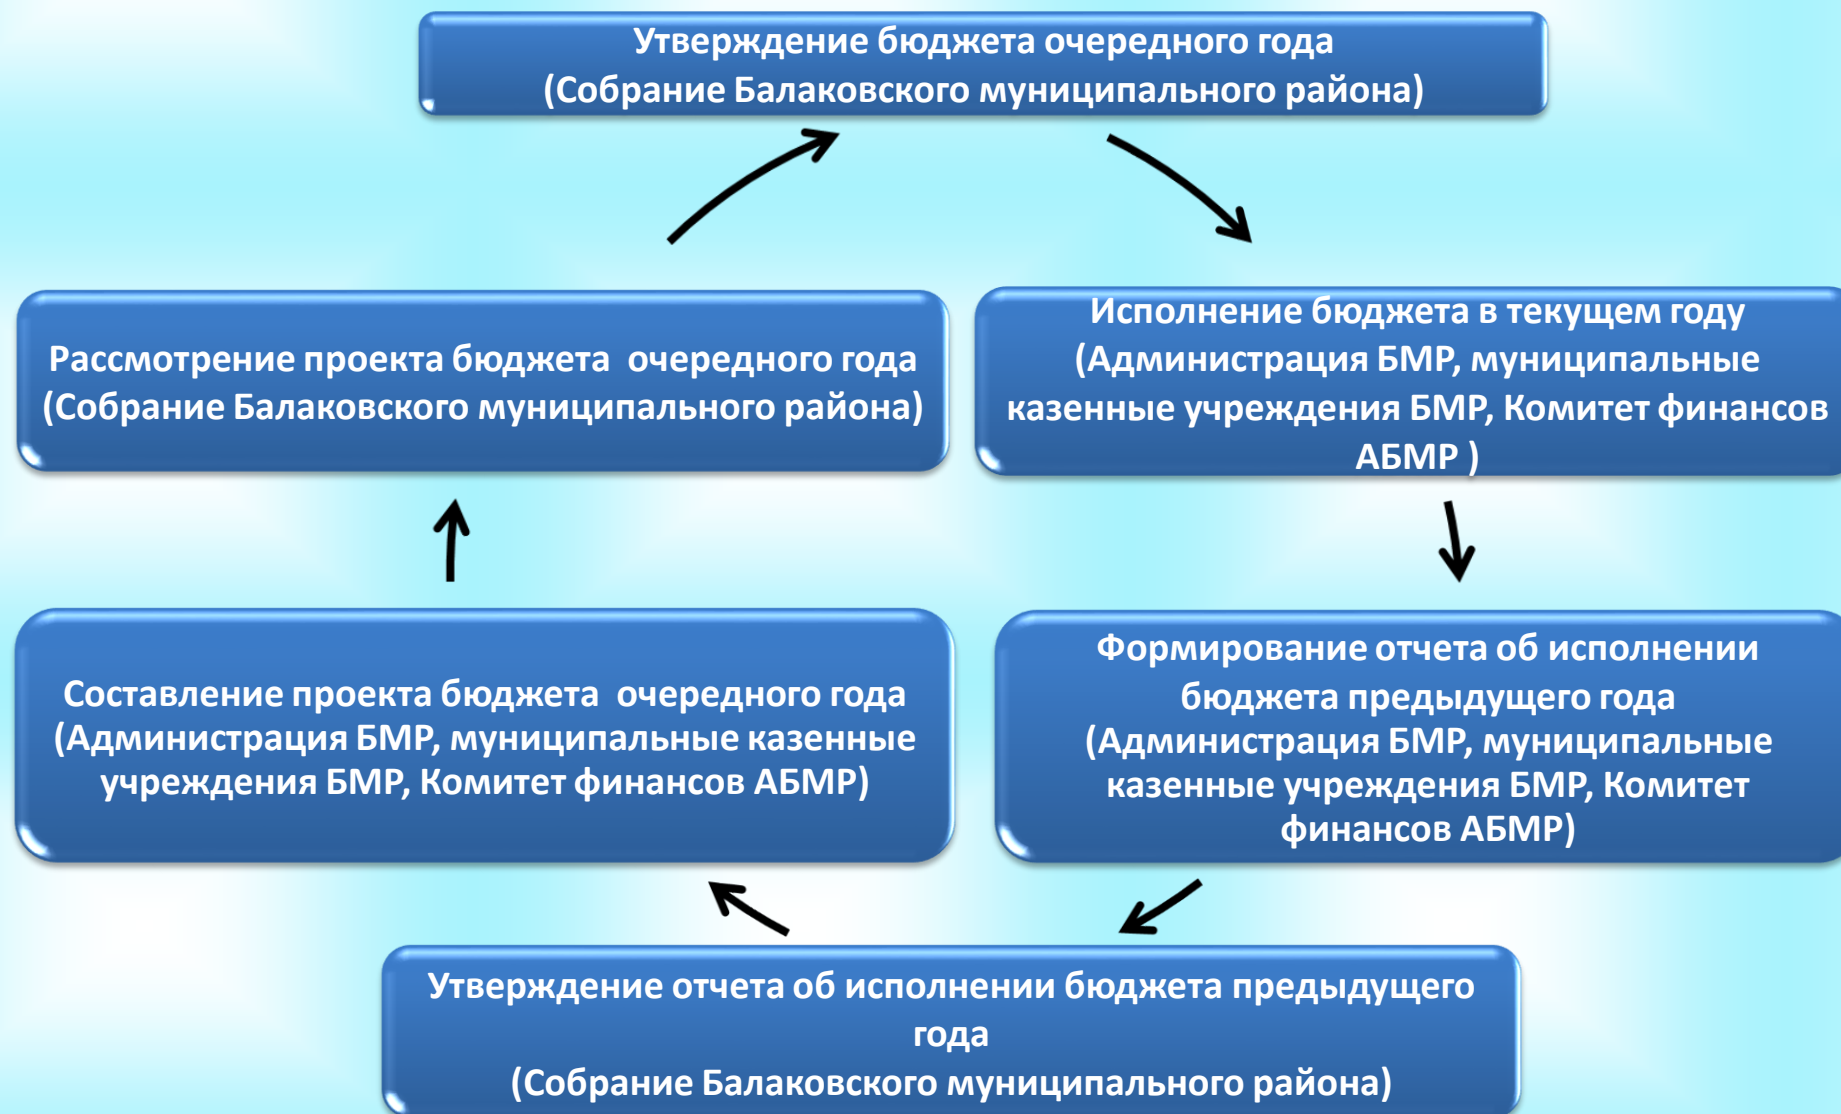 Утверждение бюджета очередного года
(Собрание Балаковского муниципального района)
Рассмотрение проекта бюджета очередного года
(Собрание Балаковского муниципального района)
Исполнение бюджета в текущем году
(Администрация БМР, муниципальные
казенные учреждения БМР, Комитет финансов
АБМР )
Составление проекта бюджета очередного года
(Администрация БМР, муниципальные казенные
учреждения БМР, Комитет финансов АБМР)
Формирование отчета об исполнении
бюджета предыдущего года
(Администрация БМР, муниципальные
казенные учреждения БМР, Комитет
финансов АБМР)
Утверждение отчета об исполнении бюджета предыдущего
года
(Собрание Балаковского муниципального района)